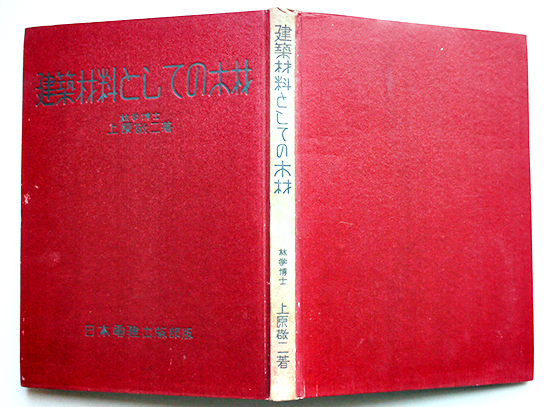 建築材料としての木材
林学博士
上原敬二著
日本電建出版部版
建築材料としての木材
林学博士
上原敬二著